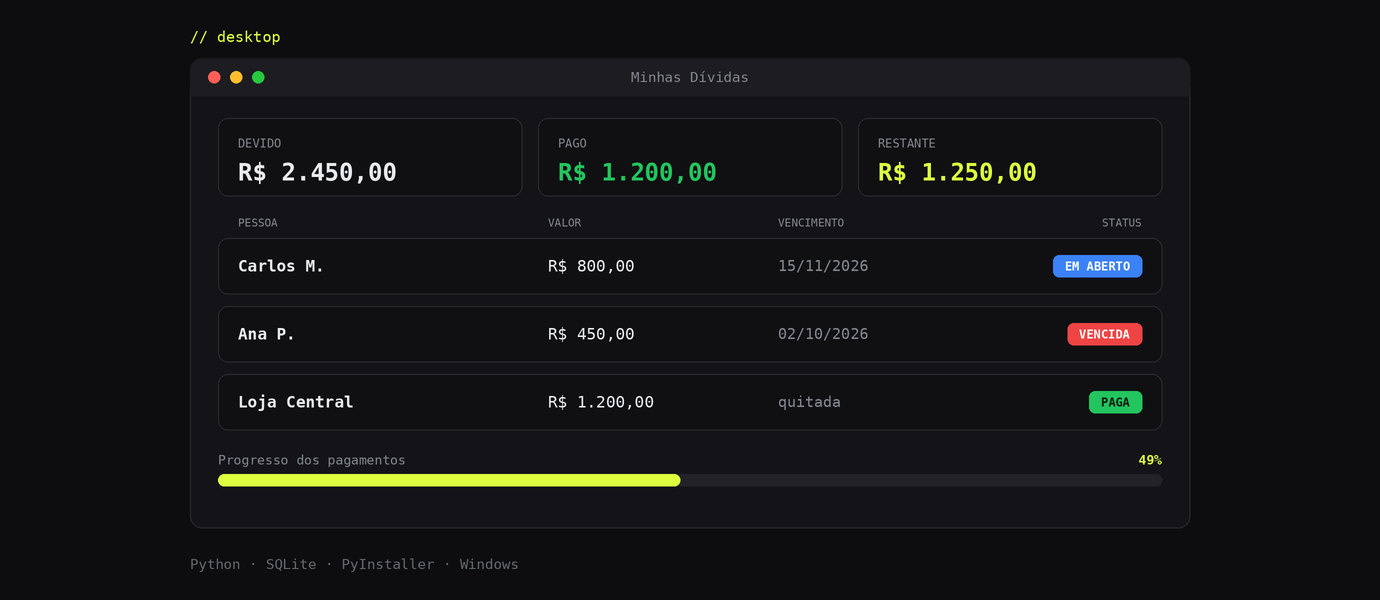 // desktop
Minhas Dívidas
DEVIDO PAGO RESTANTE
R$ 2.450,00 R$ 1.200,00 R$ 1.250,00
PESSOA VALOR VENCIMENTO STATUS
Carlos M. R$ 800,00 15/11/2026 EM ABERTO
Ana P. R$ 450,00 02/10/2026 VENCIDA
Loja Central R$ 1.200,00 quitada PAGA
Progresso dos pagamentos 49%
Python · SQLite · PyInstaller · Windows